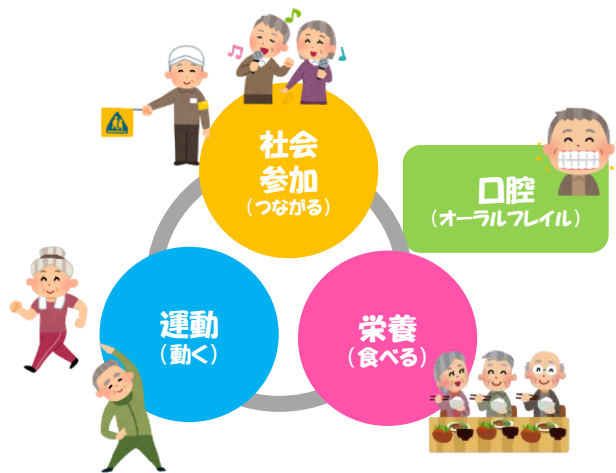 社会
参加
（つながる）
口腔
（オーラルフレイル）
運動
（動く）
栄養
（食べる）